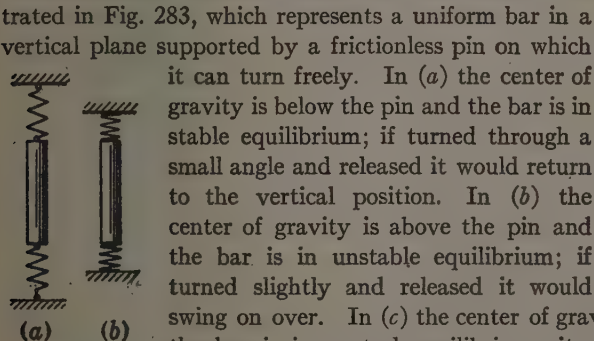 trated in Fig. 283, which represents a uniform bar in a
vertical plane supported by a frictionless pin on which
it can turn freely. In (a) the center of
gravity is below the pin and the bar is in
stable equilibrium; if turned through a
small angle and released it would return
to the vertical position. In (b) the
center of gravity is above the pin and
the bar is in unstable equilibrium; if
turned slightly and released it would
swing on over. In (c) the center of grav
(a) (b)